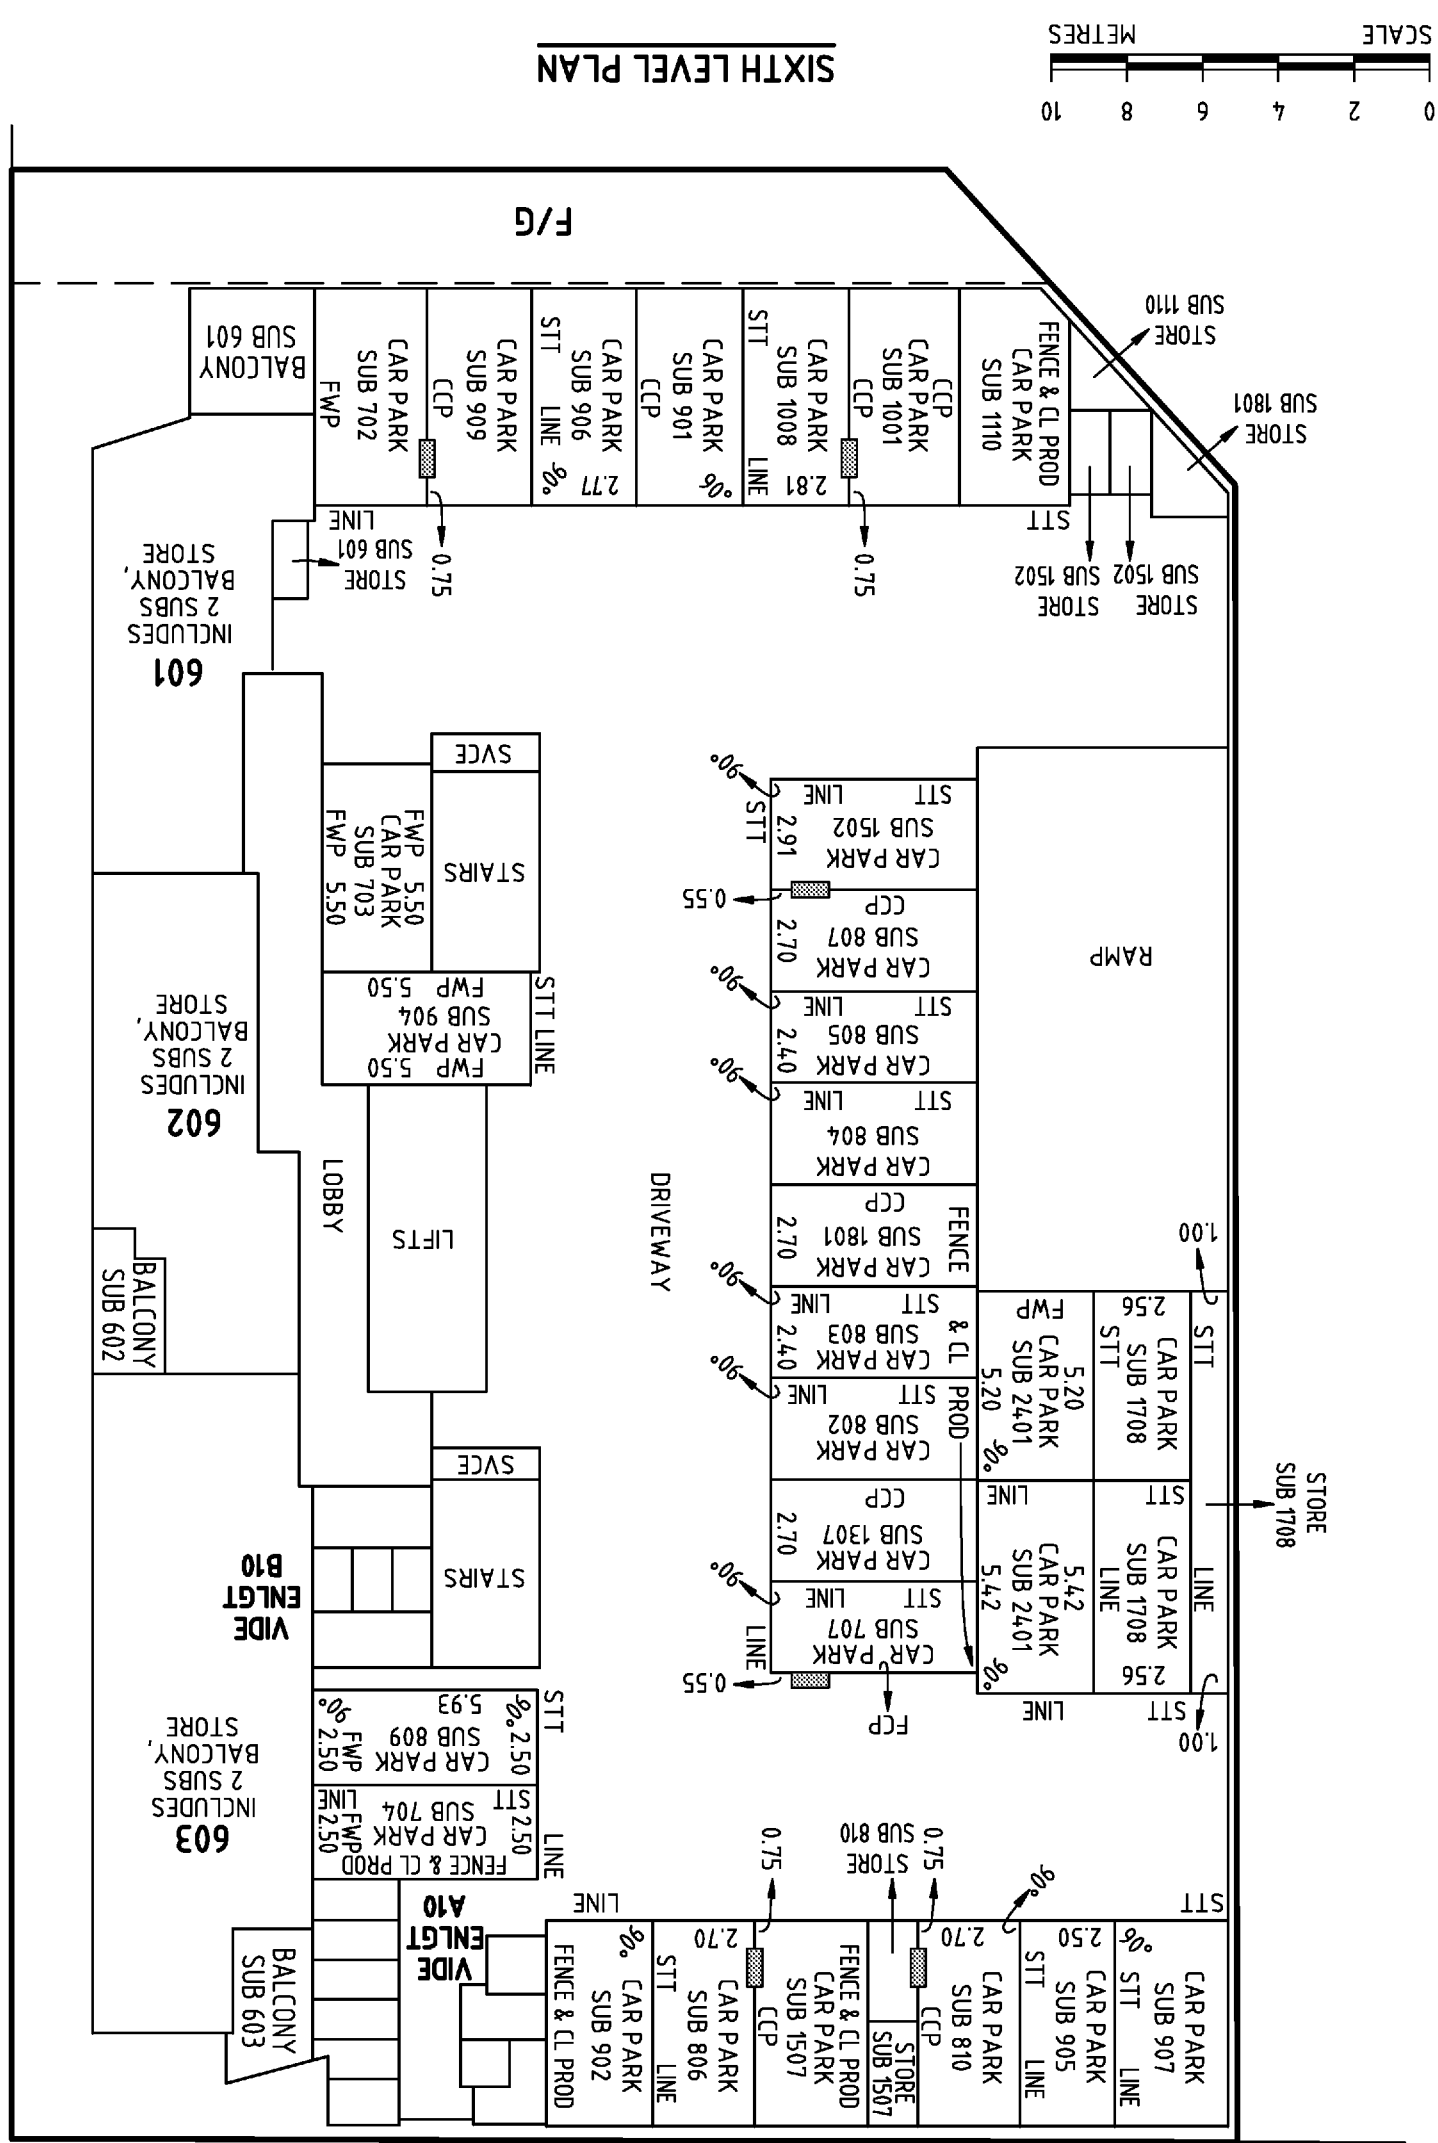 CAR PARK
SUB 907
STT LINE
90°
CAR PARK
SUB 905
2.50
STT LINE
CAR PARK
SUB 810
2.70
90°
CCP
0.75
STORE
SUB 1507
STORE
SUB 810
FENCE & CL PROD
CAR PARK
SUB 1507
CCP
0.75
CAR PARK
SUB 806
2.70
STT LINE
CAR PARK
SUB 902
90°
FENCE & CL PROD
STT
LINE
BALCONY
SUB 603
VIDE
ENLGT
A10
FENCE & CL PROD
CAR PARK
SUB 704
2.50
FWP
2.50
STT
LINE
LINE
CAR PARK
SUB 809
2.50
FWP
2.50
5.93
90°
90°
STT
603
INCLUDES
2 SUBS
BALCONY,
STORE
1.00
STT
LINE
2.56
CAR PARK
SUB 1708
LINE
STT
LINE
90°
5.42
CAR PARK
SUB 2401
5.42
STT
LINE
STORE
SUB 1708
2.56
CAR PARK
SUB 1708
STT
STT
90°
5.20
CAR PARK
SUB 2401
5.20
FWP
1.00
FCP
0.55
LINE
CAR PARK
SUB 707
STT LINE
90°
CAR PARK
SUB 1307
CCP
2.70
CAR PARK
SUB 802
STT LINE
90°
CAR PARK
SUB 803
2.40
STT LINE
90°
CAR PARK
SUB 1801
CCP
2.70
FENCE
& CL
PROD
CAR PARK
SUB 804
STT LINE
90°
CAR PARK
SUB 805
2.40
STT LINE
90°
CAR PARK
SUB 807
CCP
2.70
0.55
CAR PARK
SUB 1502
2.91
STT LINE
STT
90°
RAMP
DRIVEWAY
STAIRS
SVCE
VIDE
ENLGT
B10
LIFTS
LOBBY
BALCONY
SUB 602
602
INCLUDES
2 SUBS
BALCONY,
STORE
FWP 5.50
CAR PARK
SUB 904
FWP 5.50
STT LINE
STAIRS
FWP 5.50
CAR PARK
SUB 703
FWP 5.50
SVCE
601
INCLUDES
2 SUBS
BALCONY,
STORE
STORE
SUB 1502
STORE
SUB 1502
0.75
0.75
STORE
SUB 601
STT
LINE
STORE
SUB 1801
STORE
SUB 1110
FENCE & CL PROD
CAR PARK
SUB 1110
CCP
CAR PARK
SUB 1001
CCP
2.81
CAR PARK
SUB 1008
STT LINE
90°
CAR PARK
SUB 901
CCP
2.77
CAR PARK
SUB 906
STT LINE
90°
CAR PARK
SUB 909
CCP
CAR PARK
SUB 702
FWP
BALCONY
SUB 601
F/G
SIXTH LEVEL PLAN
0 2 4 6 8 10
SCALE METRES